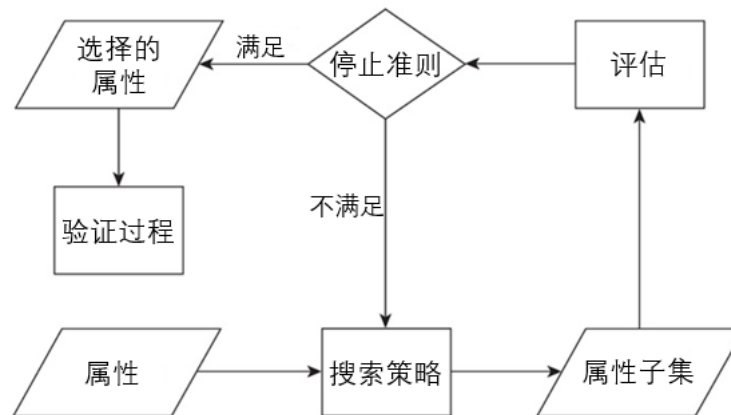 选择的
属性
满足
停止准则
评估
不满足
验证过程
属性
搜索策略
属性子集